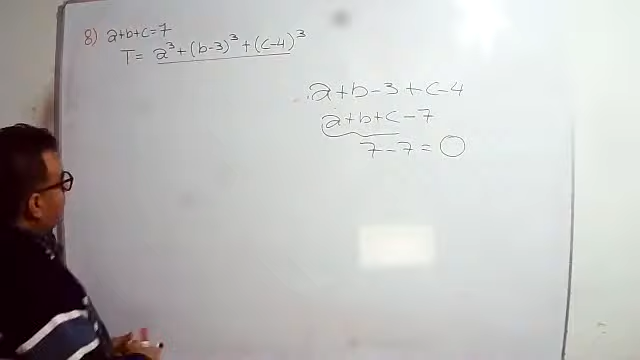 8) a+b+c=7
T= a³+(b-3)³+(c-4)³
a+b-3+c-4
a+b+c-7
7-7=0